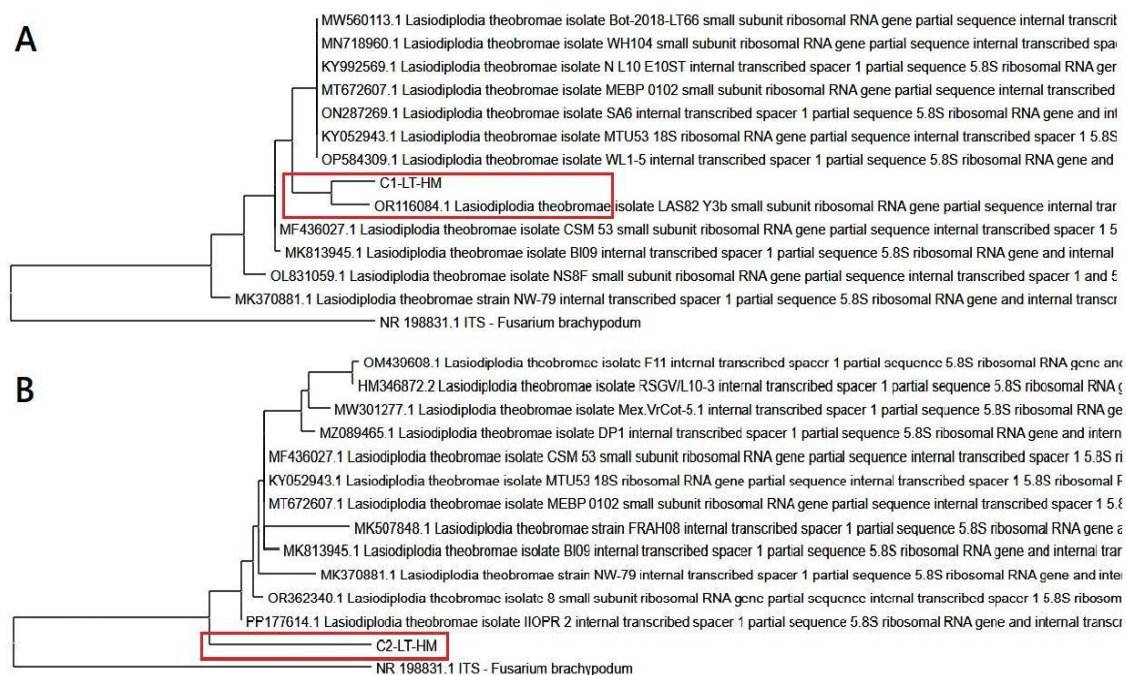 A
MW560113.1 Lasiodiplodia theobromae isolate Bot-2018-LT66 small subunit ribosomal RNA gene partial sequence internal transcrib
MN718960.1 Lasiodiplodia theobromae isolate WH104 small subunit ribosomal RNA gene partial sequence internal transcribed spa
KY992569.1 Lasiodiplodia theobromae isolate N L10 E10ST internal transcribed spacer 1 partial sequence 5.8S ribosomal RNA ger
MT672607.1 Lasiodiplodia theobromae isolate MEBP 0102 small subunit ribosomal RNA gene partial sequence internal transcribed
ON287269.1 Lasiodiplodia theobromae isolate SA6 internal transcribed spacer 1 partial sequence 5.8S ribosomal RNA gene and int
KY052943.1 Lasiodiplodia theobromae isolate MTU53 18S ribosomal RNA gene partial sequence internal transcribed spacer 1 5.8S
OP584309.1 Lasiodiplodia theobromae isolate WL1-5 internal transcribed spacer 1 partial sequence 5.8S ribosomal RNA gene and
C1-LT-HM
OR116084.1 Lasiodiplodia theobromae isolate LAS82 Y3b small subunit ribosomal RNA gene partial sequence internal tran
MF436027.1 Lasiodiplodia theobromae isolate CSM 53 small subunit ribosomal RNA gene partial sequence internal transcribed spacer 1 5
MK813945.1 Lasiodiplodia theobromae isolate BI09 internal transcribed spacer 1 partial sequence 5.8S ribosomal RNA gene and internal
OL831059.1 Lasiodiplodia theobromae isolate NS8F small subunit ribosomal RNA gene partial sequence internal transcribed spacer 1 and 5
MK370881.1 Lasiodiplodia theobromae strain NW-79 internal transcribed spacer 1 partial sequence 5.8S ribosomal RNA gene and internal transcr
NR 198831.1 ITS - Fusarium brachypodum
B
OM439608.1 Lasiodiplodia theobromae isolate F11 internal transcribed spacer 1 partial sequence 5.8S ribosomal RNA gene and
HM346872.2 Lasiodiplodia theobromae isolate RSGV/L10-3 internal transcribed spacer 1 partial sequence 5.8S ribosomal RNA g
MW301277.1 Lasiodiplodia theobromae isolate Mex.VrCot-5.1 internal transcribed spacer 1 partial sequence 5.8S ribosomal RNA ge
MZ089465.1 Lasiodiplodia theobromae isolate DP1 internal transcribed spacer 1 partial sequence 5.8S ribosomal RNA gene and intern
MF436027.1 Lasiodiplodia theobromae isolate CSM 53 small subunit ribosomal RNA gene partial sequence internal transcribed spacer 1 5.8S ri
KY052943.1 Lasiodiplodia theobromae isolate MTU53 18S ribosomal RNA gene partial sequence internal transcribed spacer 1 5.8S ribosomal F
MT672607.1 Lasiodiplodia theobromae isolate MEBP 0102 small subunit ribosomal RNA gene partial sequence internal transcribed spacer 1 5.8
MK507848.1 Lasiodiplodia theobromae strain FRAH08 internal transcribed spacer 1 partial sequence 5.8S ribosomal RNA gene a
MK813945.1 Lasiodiplodia theobromae isolate BI09 internal transcribed spacer 1 partial sequence 5.8S ribosomal RNA gene and internal tran
MK370881.1 Lasiodiplodia theobromae strain NW-79 internal transcribed spacer 1 partial sequence 5.8S ribosomal RNA gene and inte
OR362340.1 Lasiodiplodia theobromae isolate 8 small subunit ribosomal RNA gene partial sequence internal transcribed spacer 1 5.8S ribosom
PP177614.1 Lasiodiplodia theobromae isolate IIOPR 2 internal transcribed spacer 1 partial sequence 5.8S ribosomal RNA gene and internal transcr
C2-LT-HM
NR 198831.1 ITS - Fusarium brachypodum